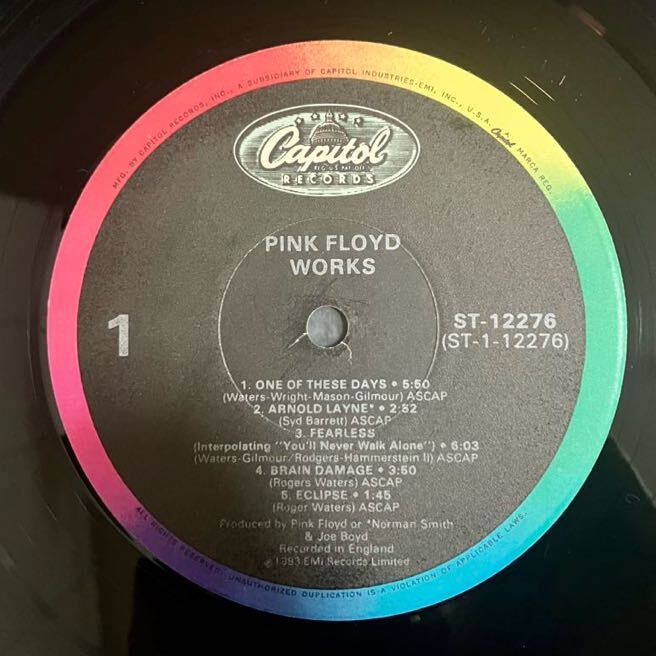 MFG. BY CAPITOL RECORDS, INC., A SUBSIDIARY OF CAPITOL INDUSTRIES-EMI, INC., U.S.A. Capitol MARCA REG.
Capitol
REG. U.S. PAT. OFF.
RECORDS
PINK FLOYD
WORKS
1
ST-12276
(ST-1-12276)
1. ONE OF THESE DAYS • 5:50
(Waters-Wright-Mason-Gilmour) ASCAP
2. ARNOLD LAYNE* • 2:52
(Syd Barrett) ASCAP
3. FEARLESS
(Interpolating "You'll Never Walk Alone") • 6:03
(Waters-Gilmour/Rodgers-Hammerstein II) ASCAP
4. BRAIN DAMAGE • 3:50
(Rogers Waters) ASCAP
5. ECLIPSE • 1:45
(Roger Waters) ASCAP
Produced by Pink Floyd or *Norman Smith
& Joe Boyd
Recorded in England
℗ 1983 EMI Records Limited
ALL RIGHTS RESERVED. UNAUTHORIZED DUPLICATION IS A VIOLATION OF APPLICABLE LAWS.